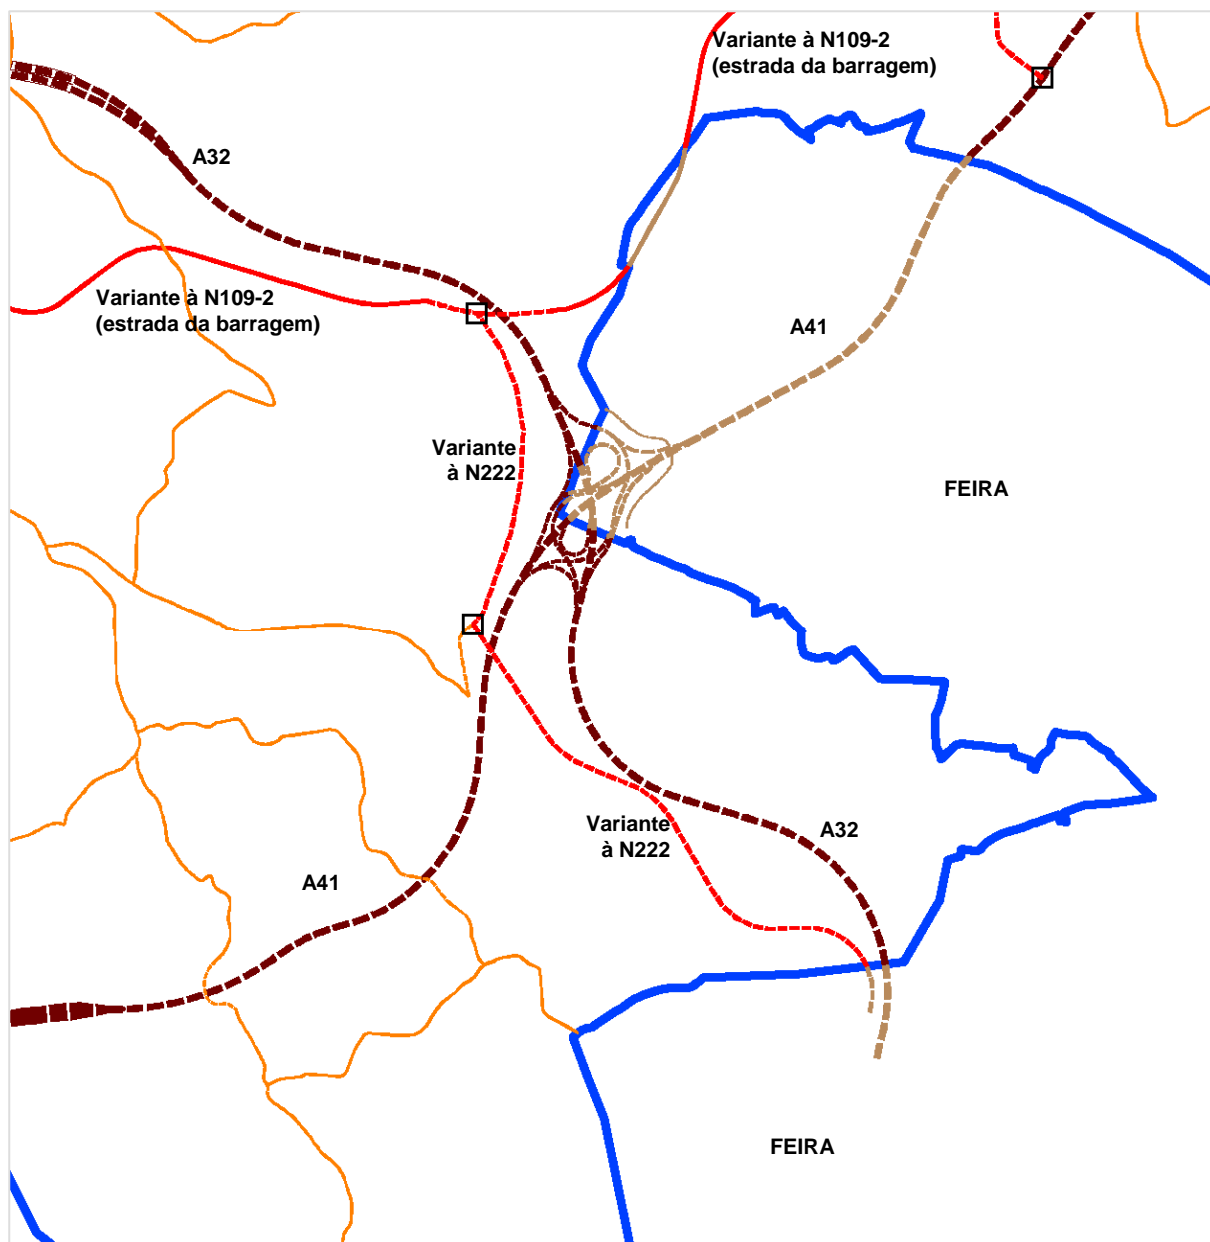 Variante à N109-2
(estrada da barragem)
A32
Variante à N109-2
(estrada da barragem)
A41
Variante
à N222
FEIRA
Variante
à N222
A32
A41
FEIRA